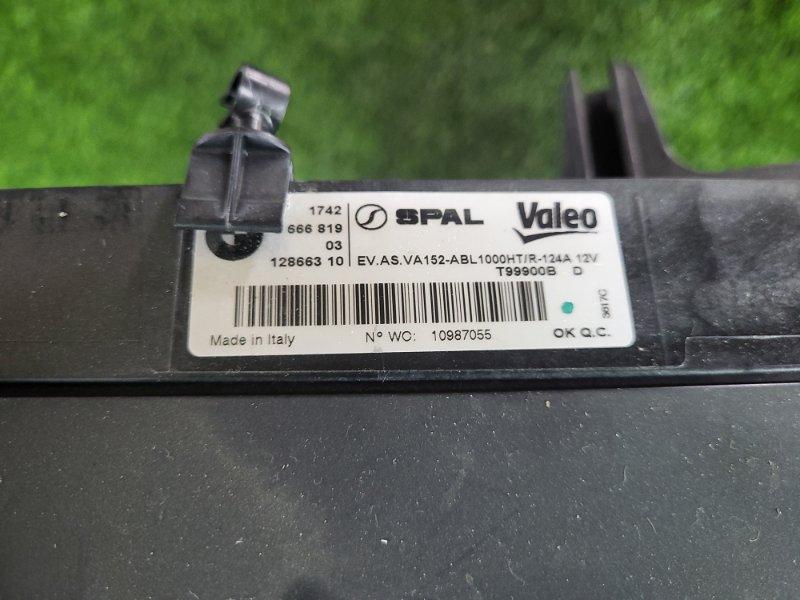 1742
666 819
03
128663 10
SPAL
Valeo
EV.AS.VA152-ABL1000HT/R-124A 12V
T99900B D
3617C
Made in Italy
N° WC: 10987055
OK Q.C.